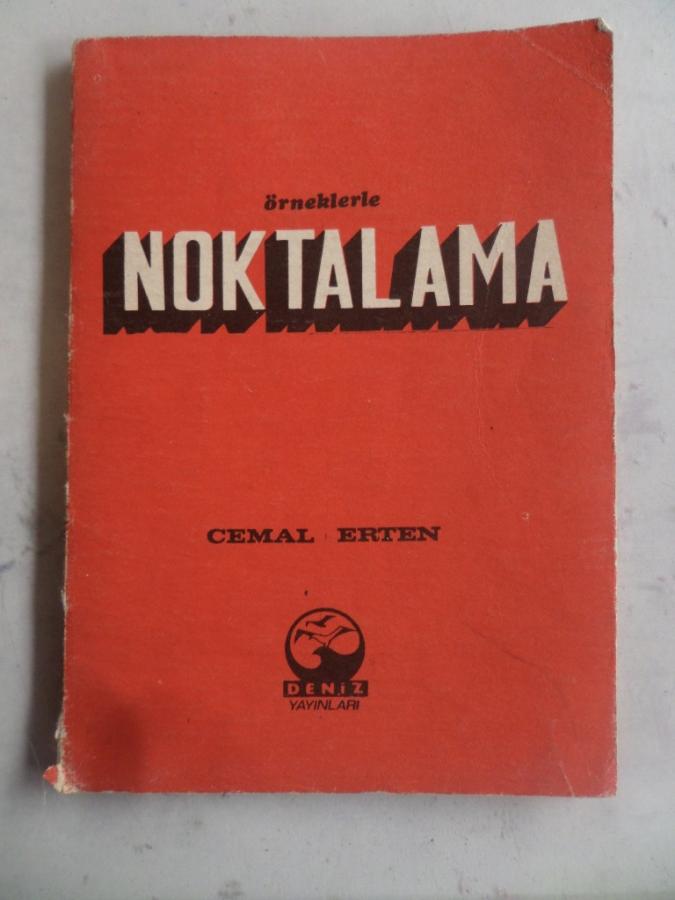 örneklerle
NOKTALAMA
CEMAL ERTEN
DENİZ
YAYINLARI